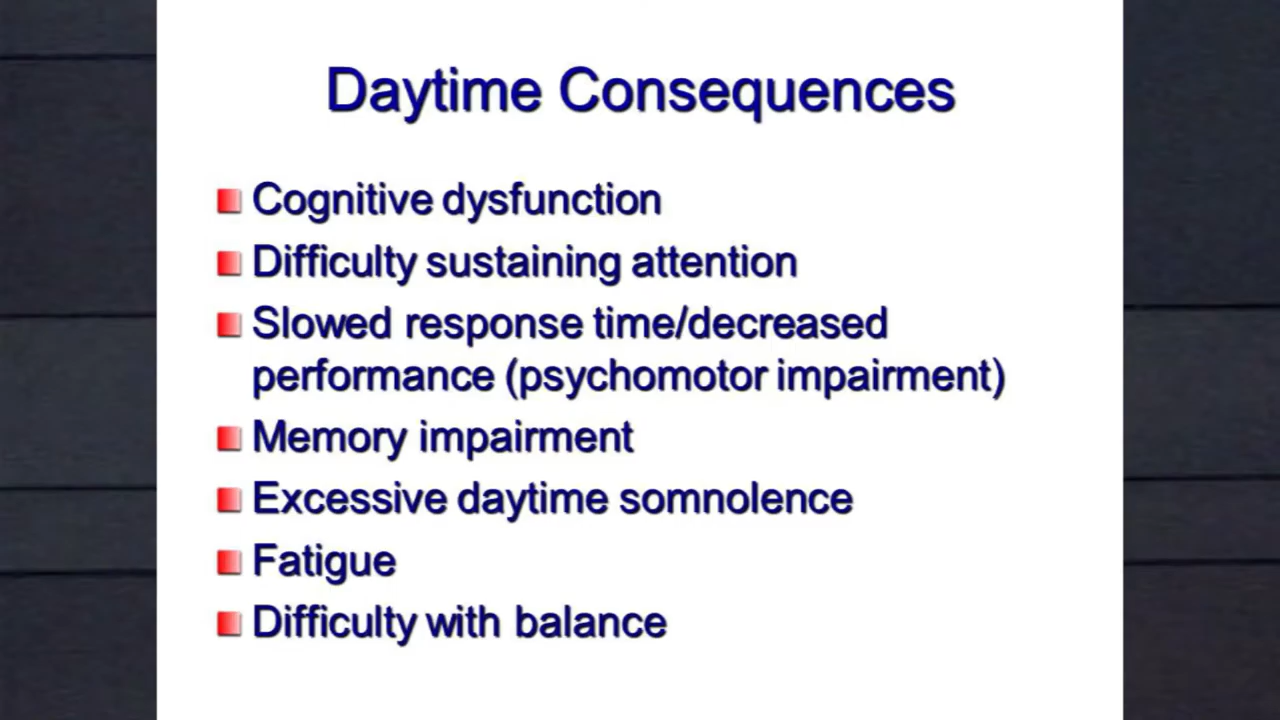 Daytime Consequences
Cognitive dysfunction
Difficulty sustaining attention
Slowed response time/decreased
performance (psychomotor impairment)
Memory impairment
Excessive daytime somnolence
Fatigue
Difficulty with balance